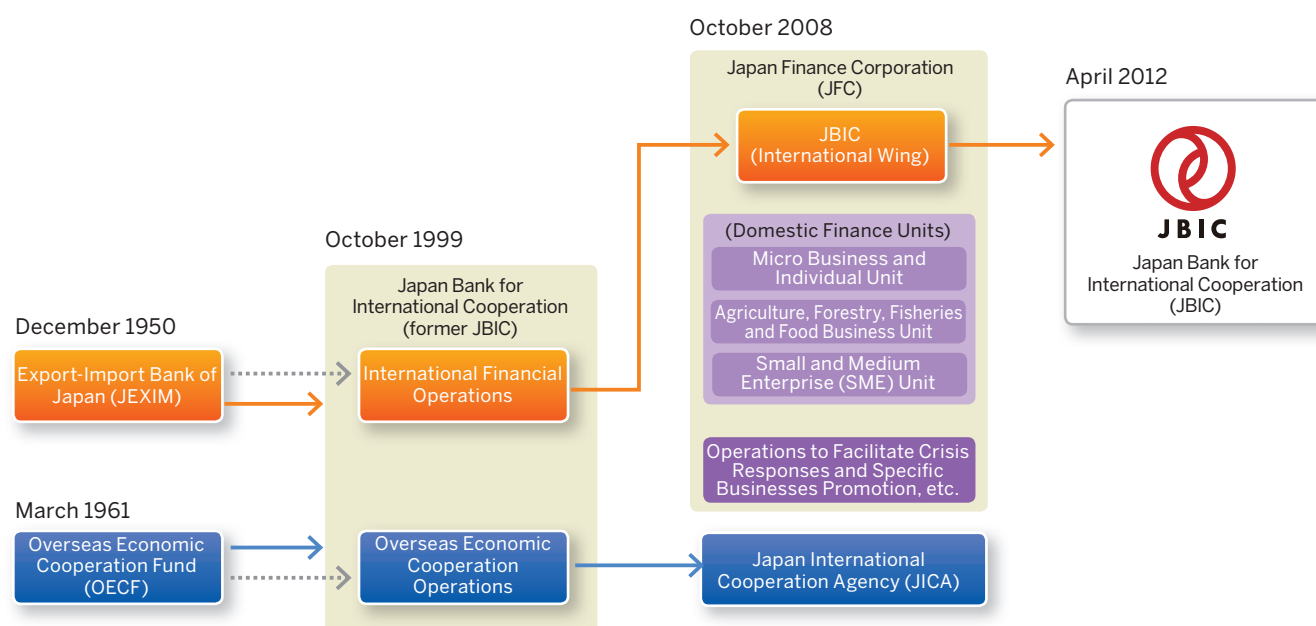 December 1950
Export-Import Bank of
Japan (JEXIM)
March 1961
Overseas Economic
Cooperation Fund
(OECF)
October 1999
Japan Bank for
International Cooperation
(former JBIC)
International Financial
Operations
Overseas Economic
Cooperation
Operations
October 2008
Japan Finance Corporation
(JFC)
JBIC
(International Wing)
(Domestic Finance Units)
Micro Business and
Individual Unit
Agriculture, Forestry, Fisheries
and Food Business Unit
Small and Medium
Enterprise (SME) Unit
Operations to Facilitate Crisis
Responses and Specific
Businesses Promotion, etc.
Japan International
Cooperation Agency (JICA)
April 2012
JBIC
Japan Bank for
International Cooperation
(JBIC)